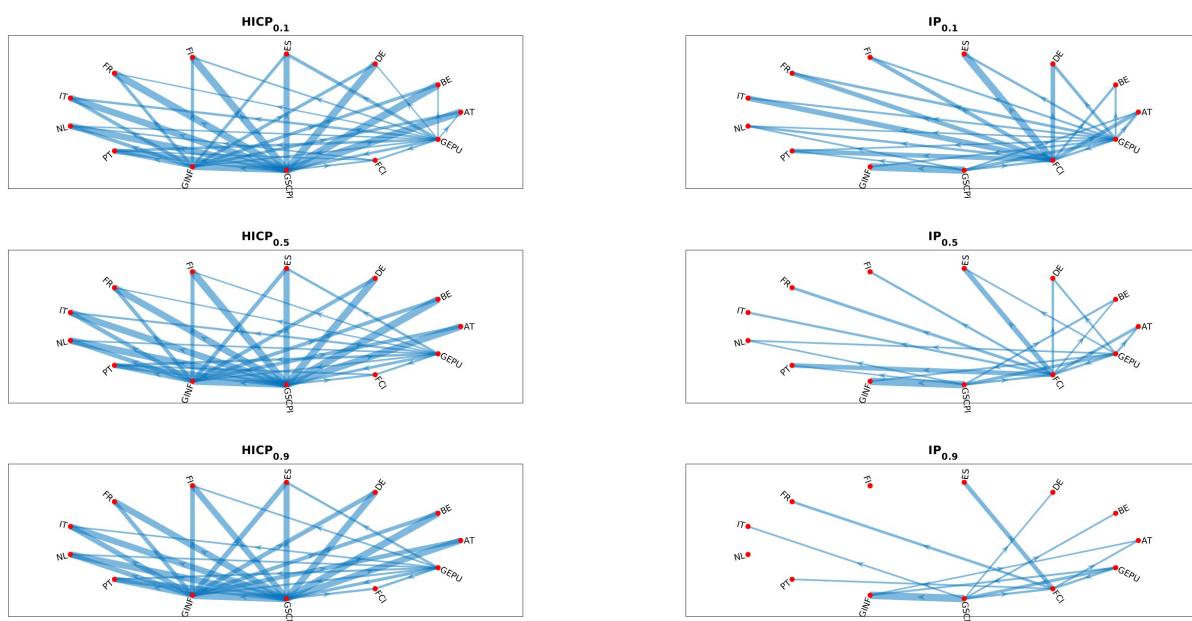 HICP0.1
ES
FI
DE
FR
BE
IT
AT
NL
GEPU
PT
FCI
GINF
GSCPI
IP0.1
ES
FI
DE
FR
BE
IT
AT
NL
GEPU
PT
FCI
GINF
GSCPI
HICP0.5
ES
FI
DE
FR
BE
IT
AT
NL
GEPU
PT
FCI
GINF
GSCPI
IP0.5
ES
FI
DE
FR
BE
IT
AT
NL
GEPU
PT
FCI
GINF
GSCPI
HICP0.9
ES
FI
DE
FR
BE
IT
AT
NL
GEPU
PT
FCI
GINF
IP0.9
ES
FI
DE
FR
BE
IT
AT
NL
GEPU
PT
FCI
GINF